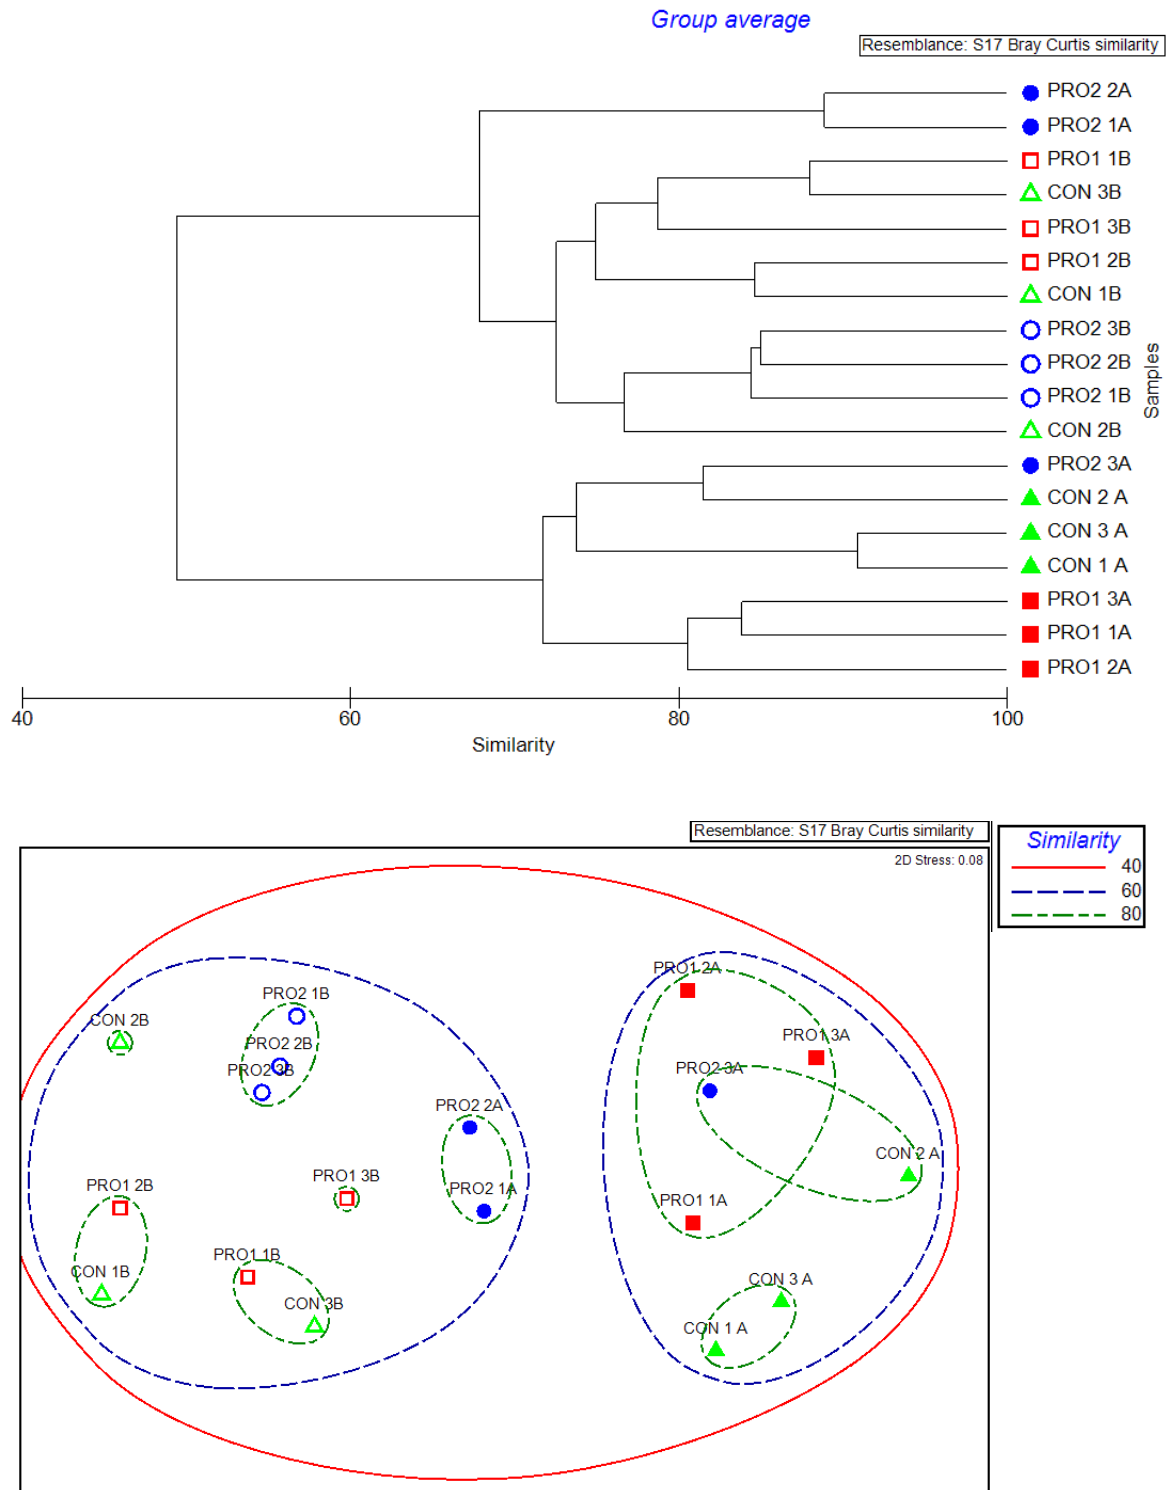 Group average
Resemblance: S17 Bray Curtis similarity
PRO2 2A
PRO2 1A
PRO1 1B
CON 3B
PRO1 3B
PRO1 2B
CON 1B
PRO2 3B
PRO2 2B
PRO2 1B
CON 2B
PRO2 3A
CON 2 A
CON 3 A
CON 1 A
PRO1 3A
PRO1 1A
PRO1 2A
Samples
40 60 80 100
Similarity
Resemblance: S17 Bray Curtis similarity
2D Stress: 0.08
Similarity
40
60
80
PRO1 2A
PRO2 1B
CON 2B
PRO1 3A
PRO2 2B
PRO2 3B
PRO2 3A
PRO2 2A
CON 2 A
PRO1 3B
PRO1 2B
PRO2 1A
PRO1 1A
PRO1 1B
CON 1B
CON 3 A
CON 3B
CON 1 A